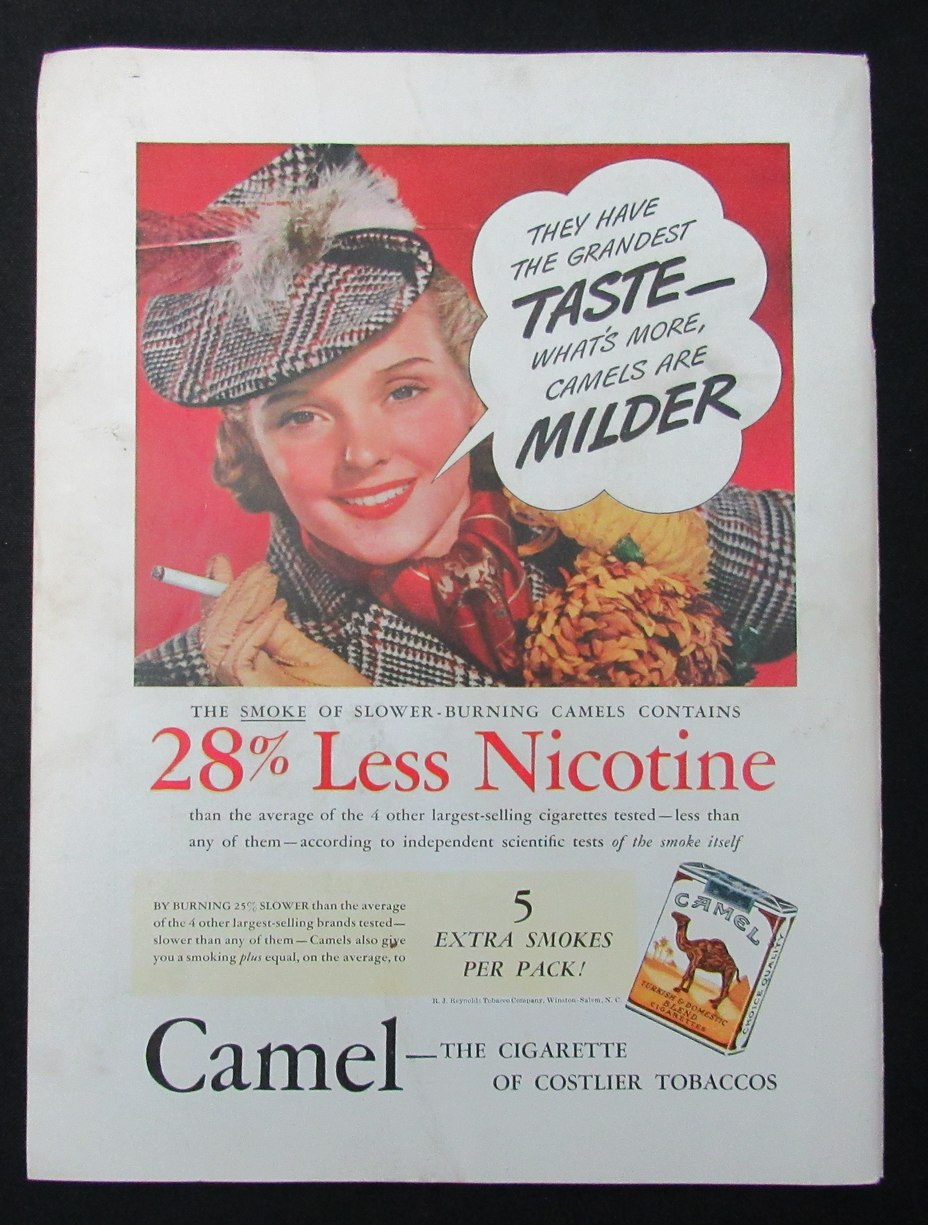 THEY HAVE
THE GRANDEST
TASTE—
WHAT'S MORE,
CAMELS ARE
MILDER
THE SMOKE OF SLOWER-BURNING CAMELS CONTAINS
28% Less Nicotine
than the average of the 4 other largest-selling cigarettes tested—less than
any of them—according to independent scientific tests of the smoke itself
BY BURNING 25% SLOWER than the average
of the 4 other largest-selling brands tested—
slower than any of them—Camels also give
you a smoking plus equal, on the average, to
5
EXTRA SMOKES
PER PACK!
R. J. Reynolds Tobacco Company, Winston-Salem, N. C.
CAMEL
TURKISH & DOMESTIC
BLEND
CIGARETTES
CHOICE QUALITY
Camel—THE CIGARETTE
OF COSTLIER TOBACCOS